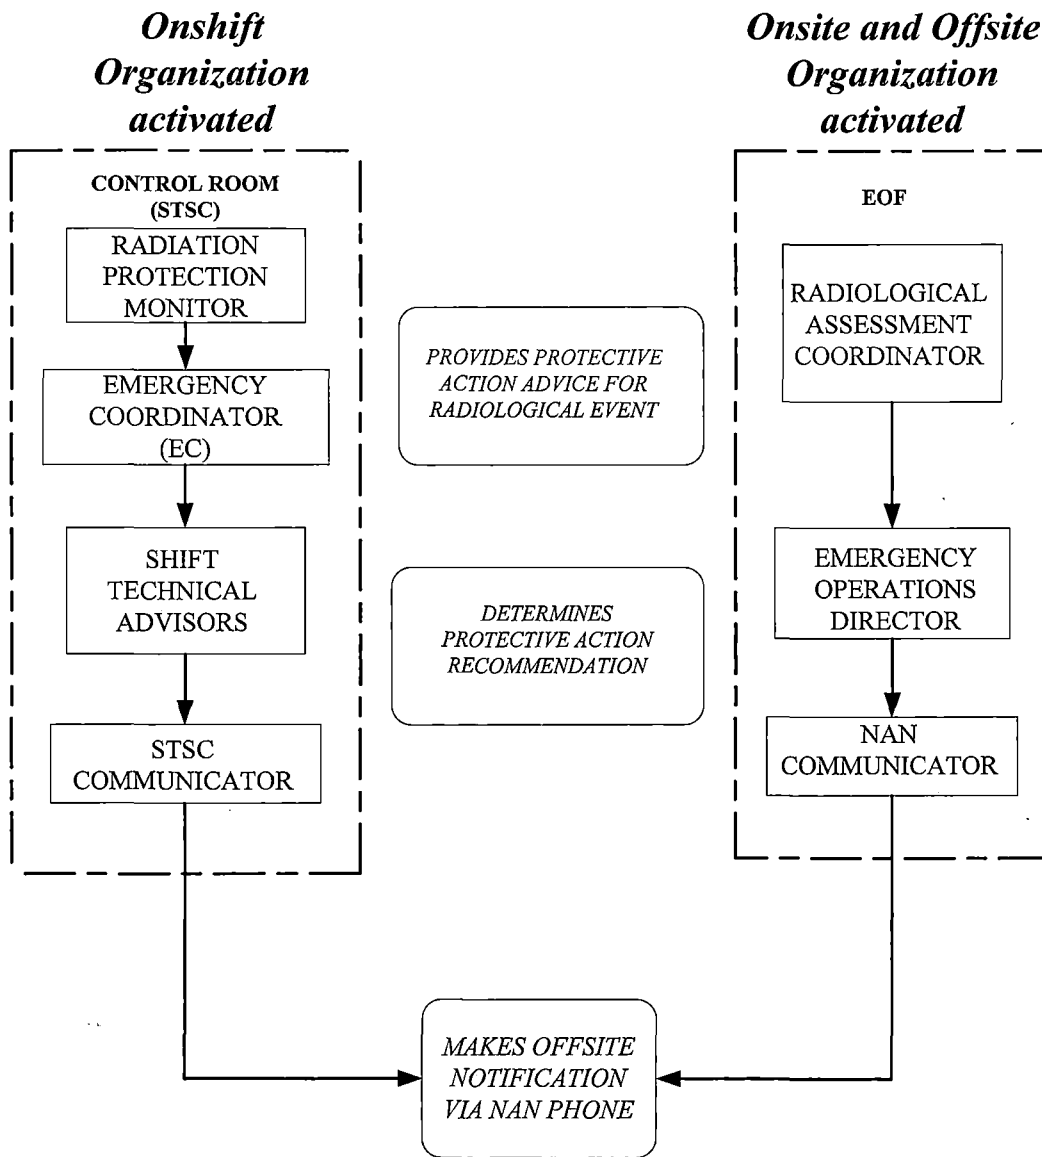 Onshift
Organization
activated
Onsite and Offsite
Organization
activated
CONTROL ROOM
(STSC)
RADIATION
PROTECTION
MONITOR
EMERGENCY
COORDINATOR
(EC)
SHIFT
TECHNICAL
ADVISORS
STSC
COMMUNICATOR
PROVIDES PROTECTIVE
ACTION ADVICE FOR
RADIOLOGICAL EVENT
DETERMINES
PROTECTIVE ACTION
RECOMMENDATION
EOF
RADIOLOGICAL
ASSESSMENT
COORDINATOR
EMERGENCY
OPERATIONS
DIRECTOR
NAN
COMMUNICATOR
MAKES OFFSITE
NOTIFICATION
VIA NAN PHONE